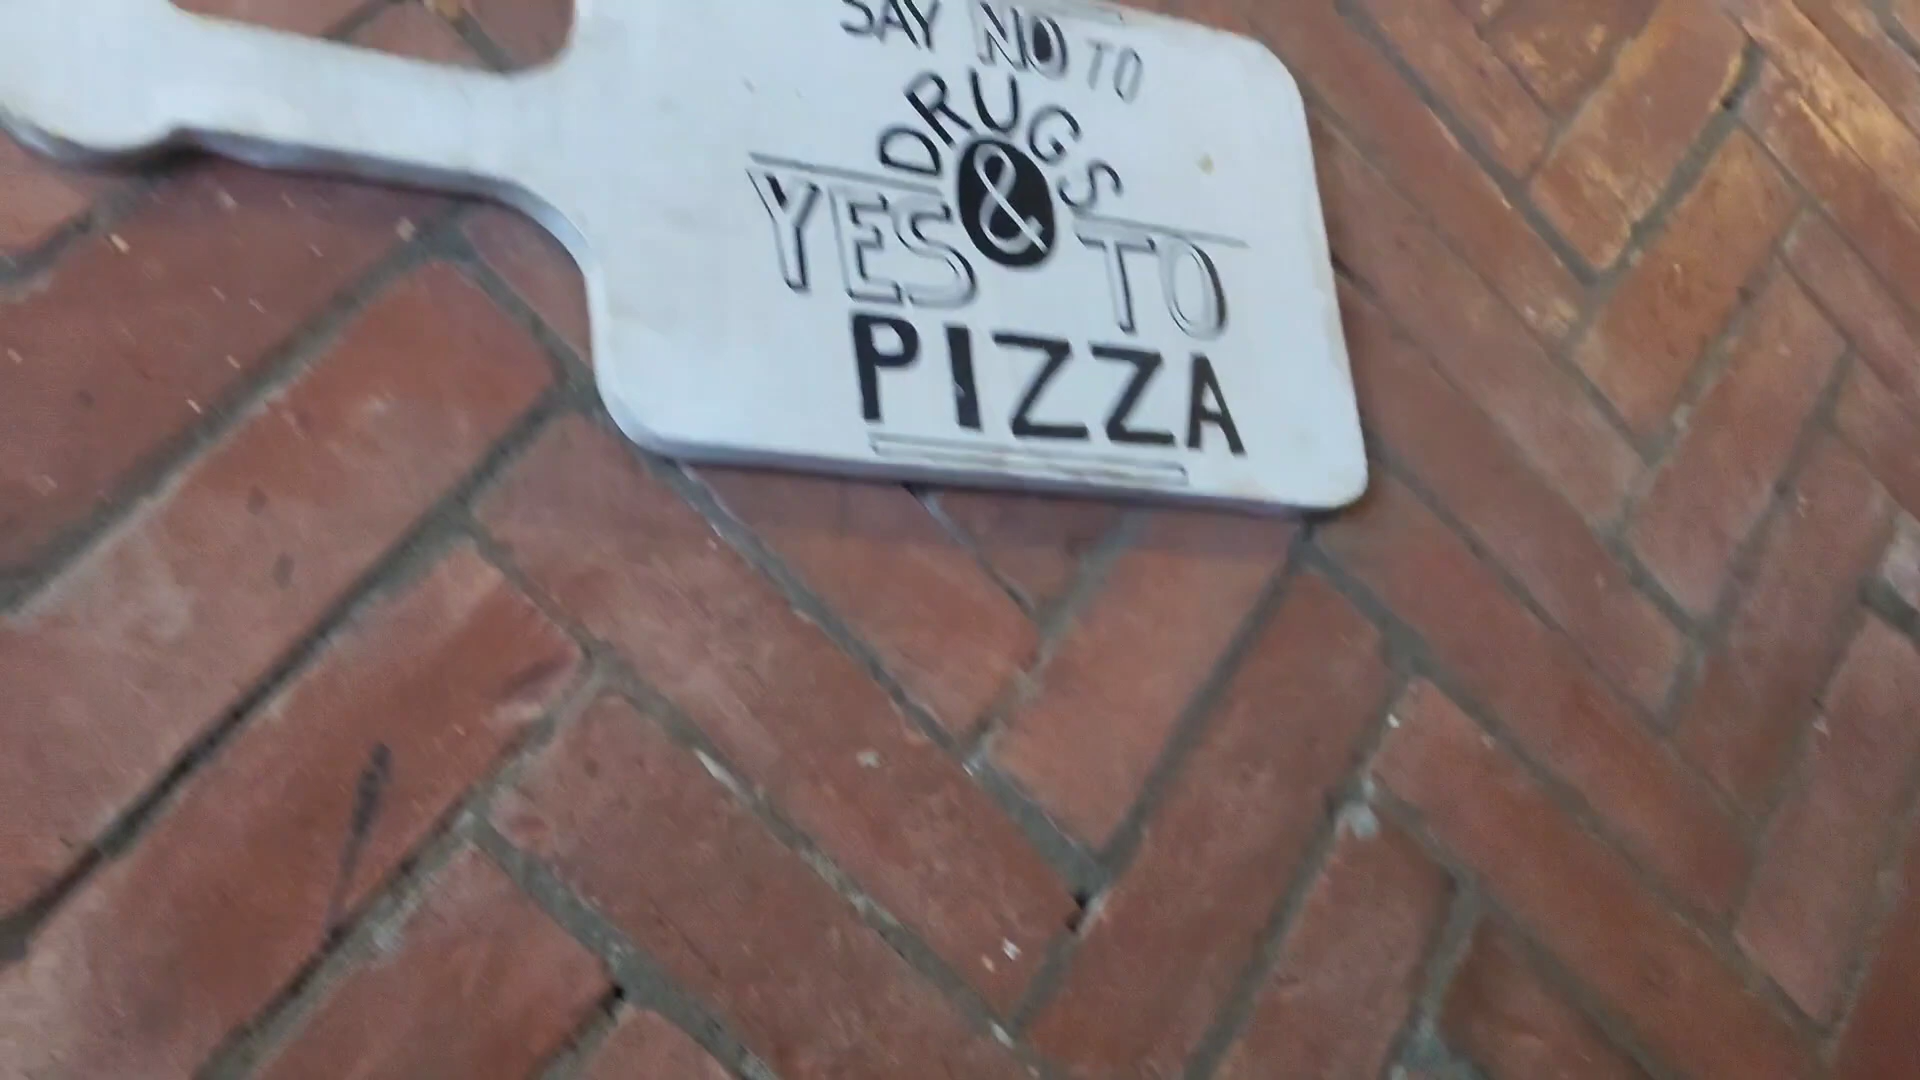 SAY NO TO
DRUGS
&
YES TO
PIZZA